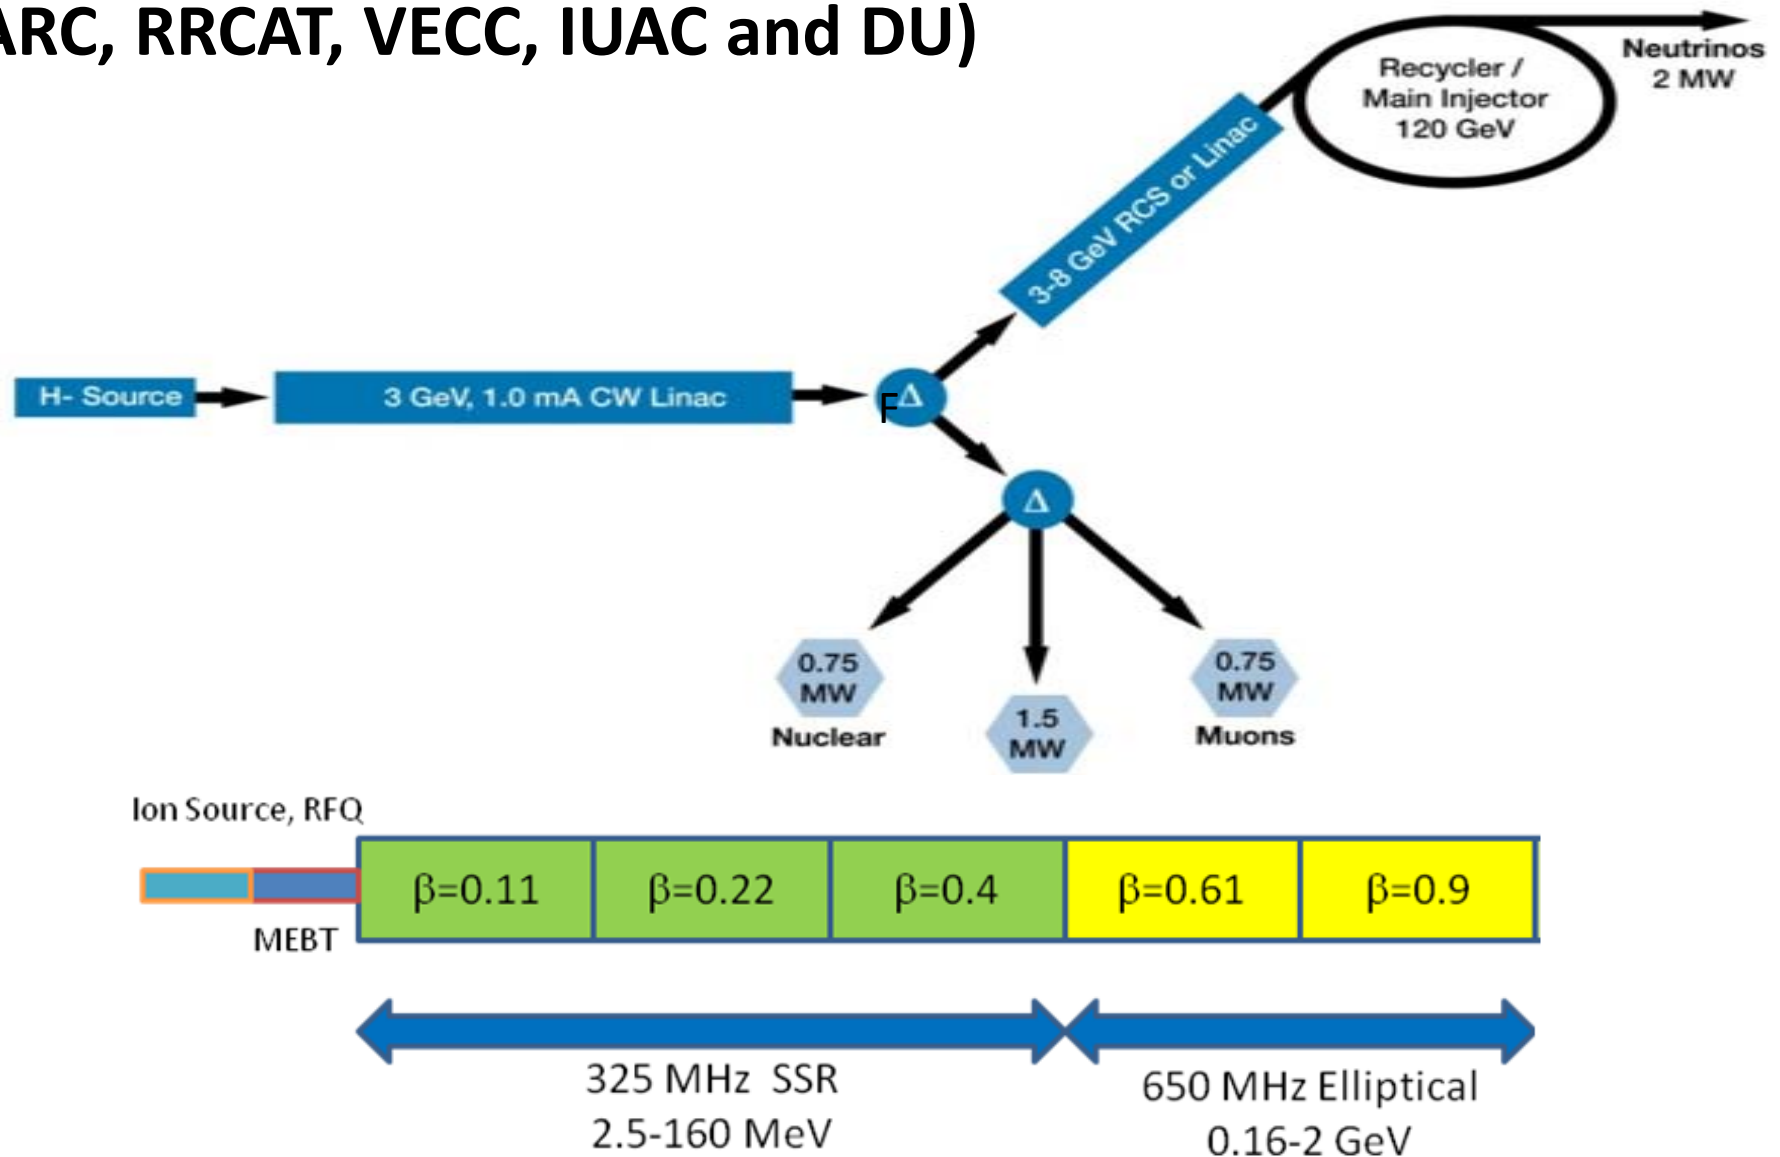 ARC, RRCAT, VECC, IUAC and DU)
Neutrinos
2 MW
Recycler /
Main Injector
120 GeV
3-8 GeV RCS or Linac
H- Source
3 GeV, 1.0 mA CW Linac
Δ
F
Δ
0.75
MW
Nuclear
1.5
MW
0.75
MW
Muons
Ion Source, RFQ
MEBT
β=0.11
β=0.22
β=0.4
β=0.61
β=0.9
325 MHz SSR
2.5-160 MeV
650 MHz Elliptical
0.16-2 GeV